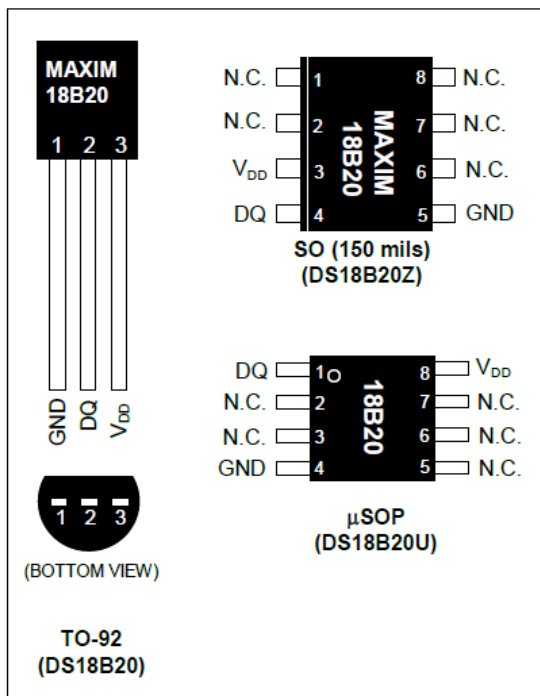 MAXIM
18B20
1 2 3
GND DQ VDD
1 2 3
(BOTTOM VIEW)
TO-92
(DS18B20)
N.C. 1 8 N.C.
N.C. 2 7 N.C.
VDD 3 6 N.C.
DQ 4 5 GND
MAXIM
18B20
SO (150 mils)
(DS18B20Z)
DQ 1 8 VDD
N.C. 2 7 N.C.
N.C. 3 6 N.C.
GND 4 5 N.C.
18B20
μSOP
(DS18B20U)